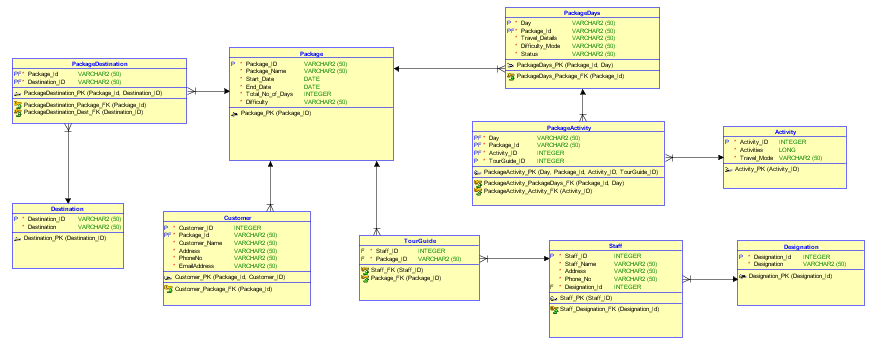 PackageDays
P * Day VARCHAR2 (50)
PF* Package_Id VARCHAR2 (50)
* Travel_Details VARCHAR2 (50)
* Difficulty_Mode VARCHAR2 (50)
* Status VARCHAR2 (50)
PackageDays_PK (Package_Id, Day)
PackageDays_Package_FK (Package_Id)
Package
P * Package_ID VARCHAR2 (50)
* Package_Name VARCHAR2 (50)
* Start_Date DATE
* End_Date DATE
* Total_No_of_Days INTEGER
* Difficulty VARCHAR2 (50)
Package_PK (Package_ID)
PackageDestination
PF* Package_Id VARCHAR2 (50)
PF* Destination_ID VARCHAR2 (50)
PackageDestination_PK (Package_Id, Destination_ID)
PackageDestination_Package_FK (Package_Id)
PackageDestination_Dest_FK (Destination_ID)
PackageActivity
PF* Day VARCHAR2 (50)
PF* Package_Id VARCHAR2 (50)
PF* Activity_ID INTEGER
P * TourGuide_ID INTEGER
PackageActivity_PK (Day, Package_Id, Activity_ID, TourGuide_ID)
PackageActivity_PackageDays_FK (Package_Id, Day)
PackageActivity_Activity_FK (Activity_ID)
Activity
P * Activity_ID INTEGER
* Activities LONG
* Travel_Mode VARCHAR2 (50)
Activity_PK (Activity_ID)
Destination
P * Destination_ID VARCHAR2 (50)
* Destination VARCHAR2 (50)
Destination_PK (Destination_ID)
Customer
P * Customer_ID INTEGER
PF* Package_Id VARCHAR2 (50)
* Customer_Name VARCHAR2 (50)
* Address VARCHAR2 (50)
* PhoneNo VARCHAR2 (50)
* EmailAddress VARCHAR2 (50)
Customer_PK (Package_Id, Customer_ID)
Customer_Package_FK (Package_Id)
TourGuide
F * Staff_ID INTEGER
F * Package_ID VARCHAR2 (50)
Staff_FK (Staff_ID)
Package_FK (Package_ID)
Staff
P * Staff_ID INTEGER
* Staff_Name VARCHAR2 (50)
* Address VARCHAR2 (50)
* Phone_No VARCHAR2 (50)
F * Designation_Id INTEGER
Staff_PK (Staff_ID)
Staff_Designation_FK (Designation_Id)
Designation
P * Designation_Id INTEGER
* Designation VARCHAR2 (50)
Designation_PK (Designation_Id)